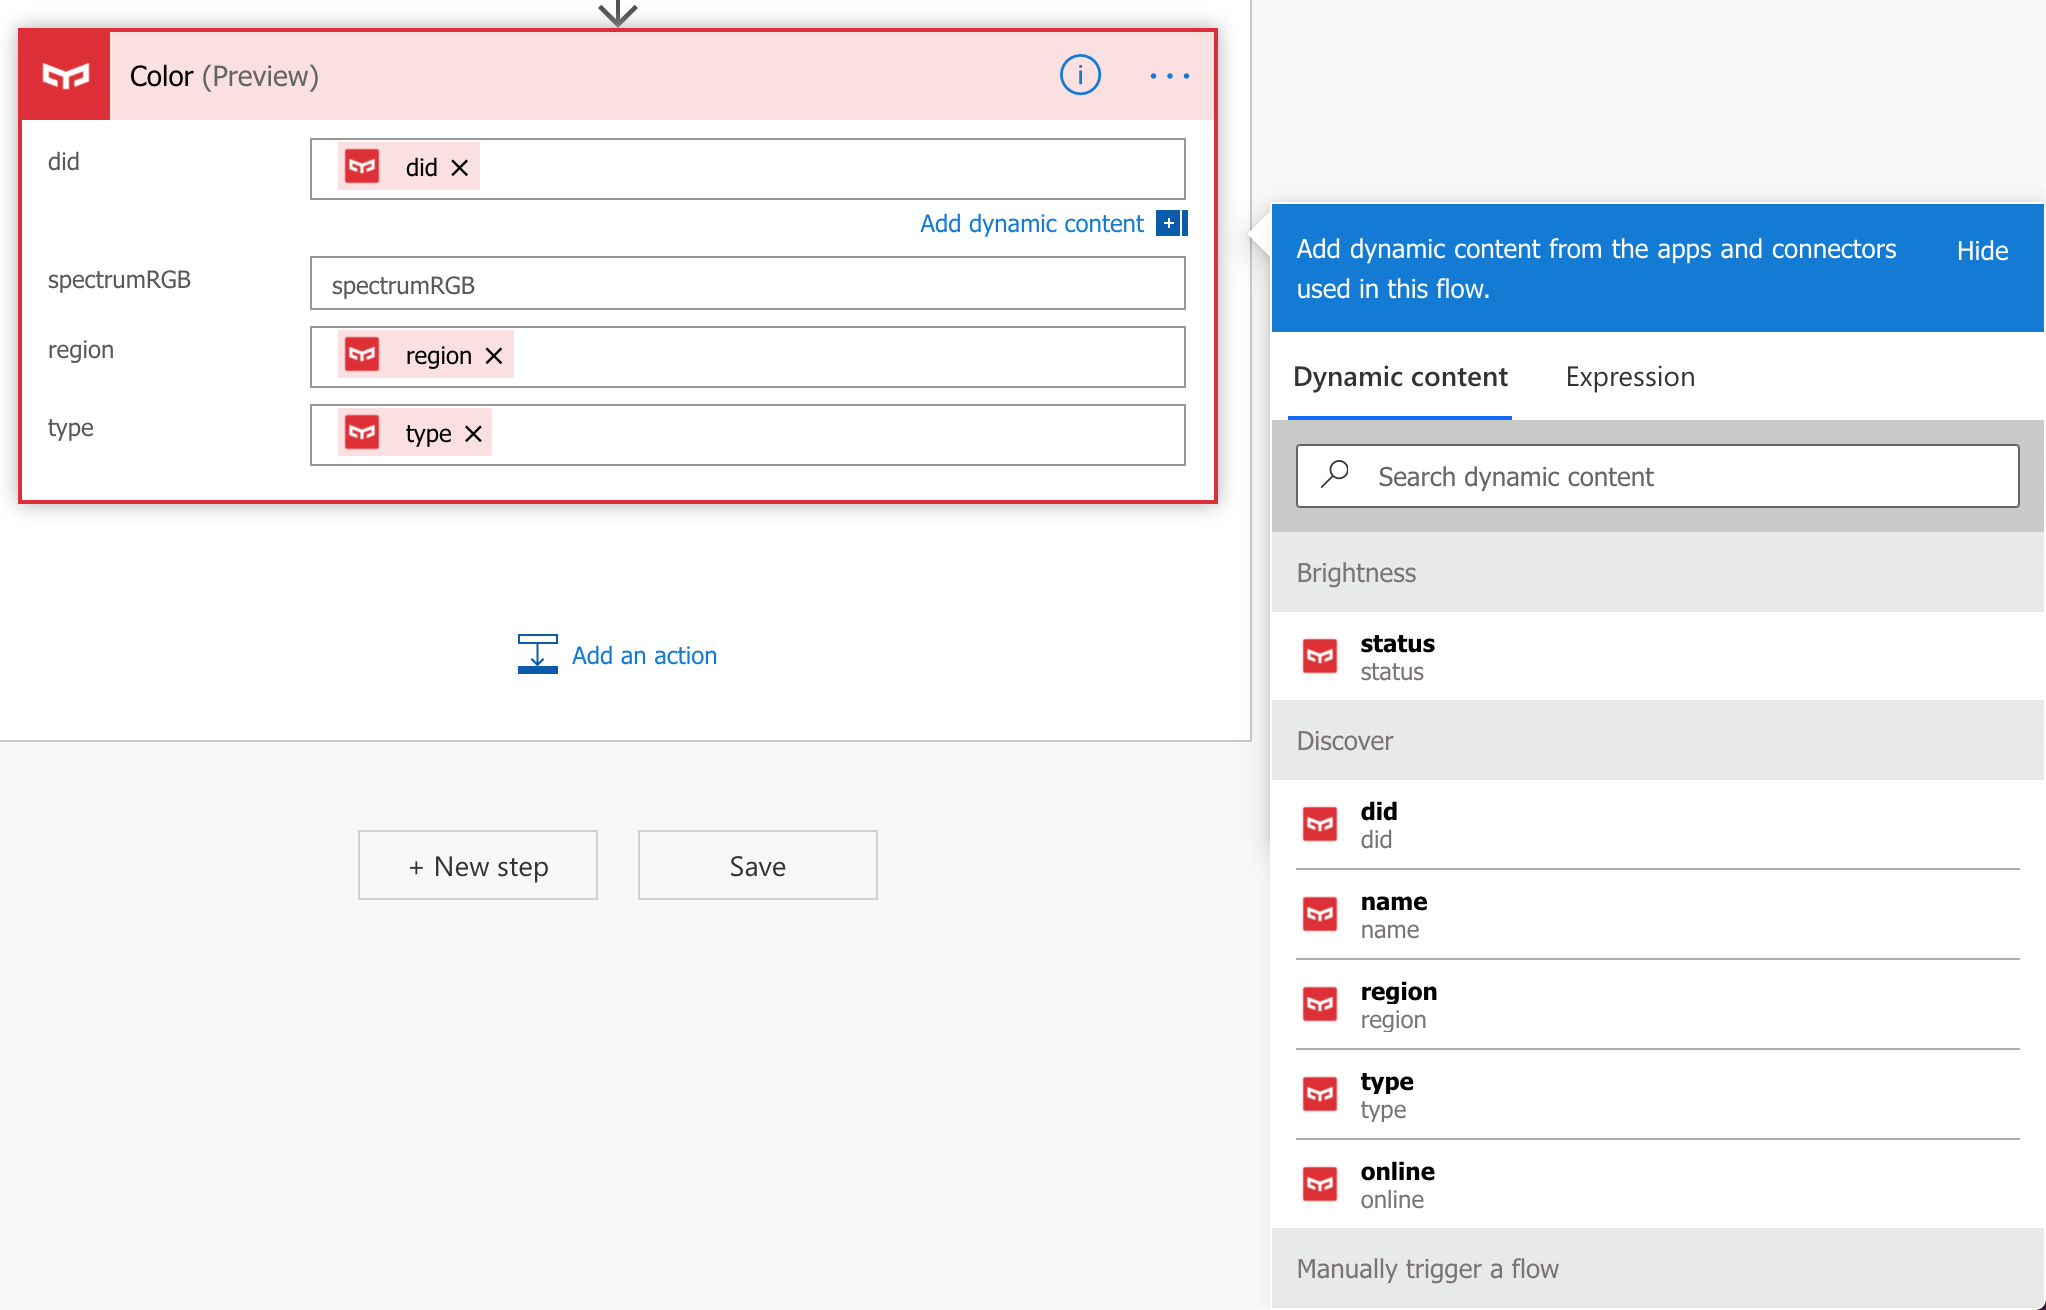 Color (Preview)
did
did
Add dynamic content
spectrumRGB
spectrumRGB
region
region
type
type
Add an action
+ New step
Save
Add dynamic content from the apps and connectors
used in this flow.
Hide
Dynamic content
Expression
Search dynamic content
Brightness
status
status
Discover
did
did
name
name
region
region
type
type
online
online
Manually trigger a flow